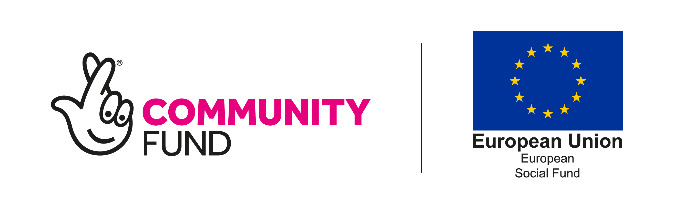 COMMUNITY
FUND
European Union
European
Social Fund